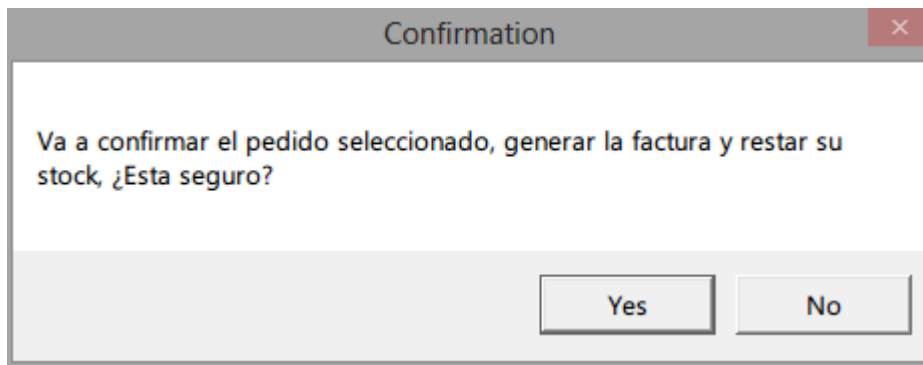 Confirmation
Va a confirmar el pedido seleccionado, generar la factura y restar su
stock, ¿Esta seguro?
Yes
No